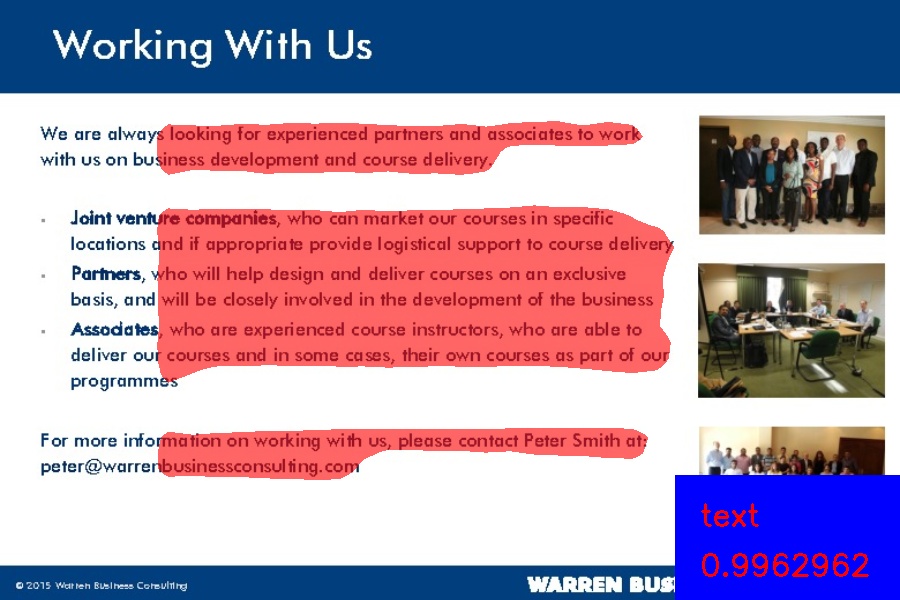 Working With Us
We are always looking for experienced partners and associates to work
with us on business development and course delivery.
Joint venture companies, who can market our courses in specific
locations and if appropriate provide logistical support to course delivery
Partners, who will help design and deliver courses on an exclusive
basis, and will be closely involved in the development of the business
Associates, who are experienced course instructors, who are able to
deliver our courses and in some cases, their own courses as part of our
programmes
For more information on working with us, please contact Peter Smith at:
peter@warrenbusinessconsulting.com
text
0.9962962
© 2015 Warren Business Consulting
WARREN BUS